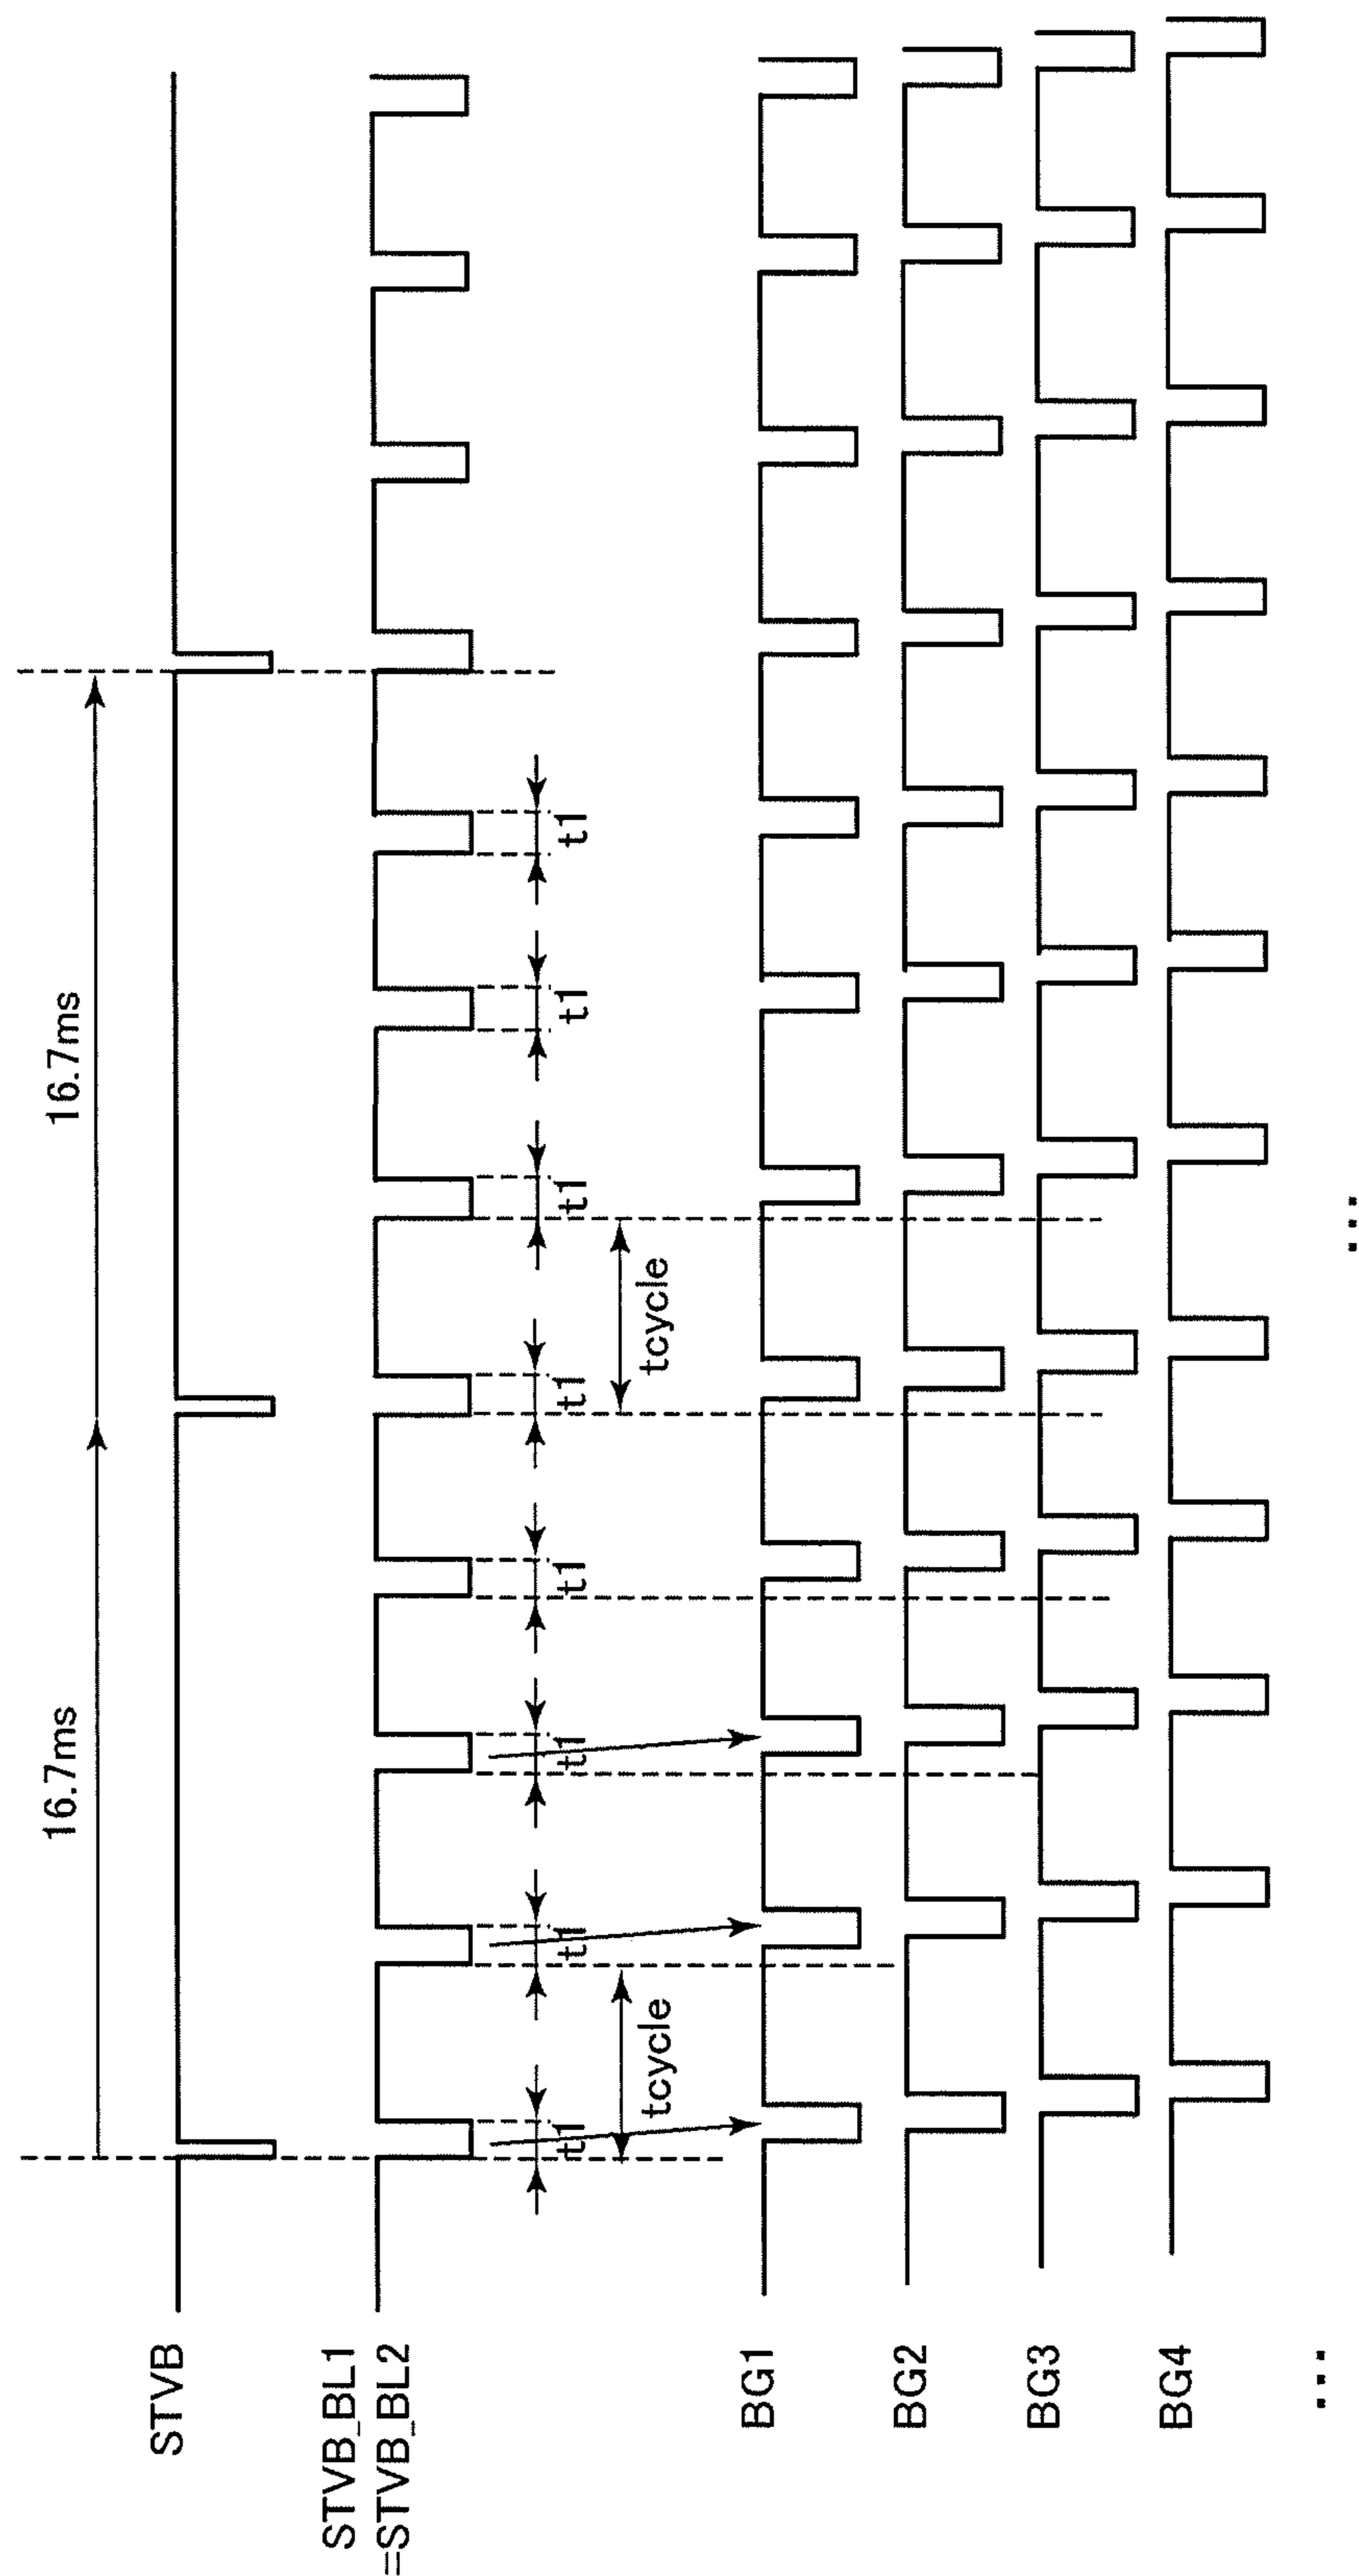 16.7ms
16.7ms
STVB
STVB_BL1
=STVB_BL2
t1
t1
t1
t1
t1
t1
t1
t1
tcycle
tcycle
BG1
BG2
BG3
BG4
...
...